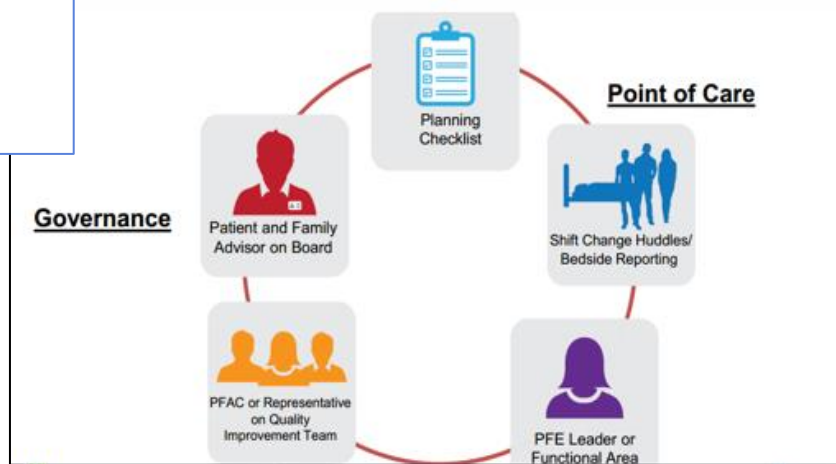 Planning
Checklist
Point of Care
Governance
Patient and Family
Advisor on Board
Shift Change Huddles/
Bedside Reporting
PFAC or Representative
on Quality
Improvement Team
PFE Leader or
Functional Area